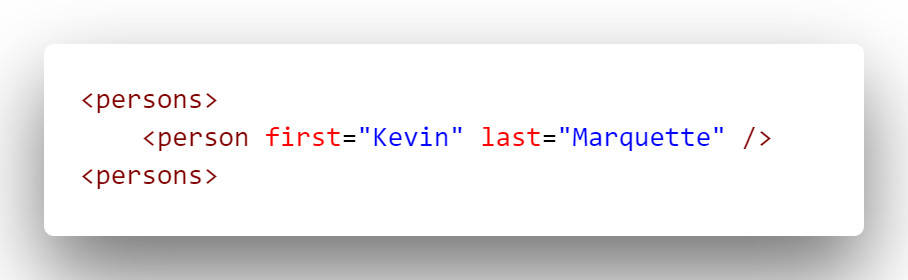 <persons>
    <person first="Kevin" last="Marquette" />
<persons>